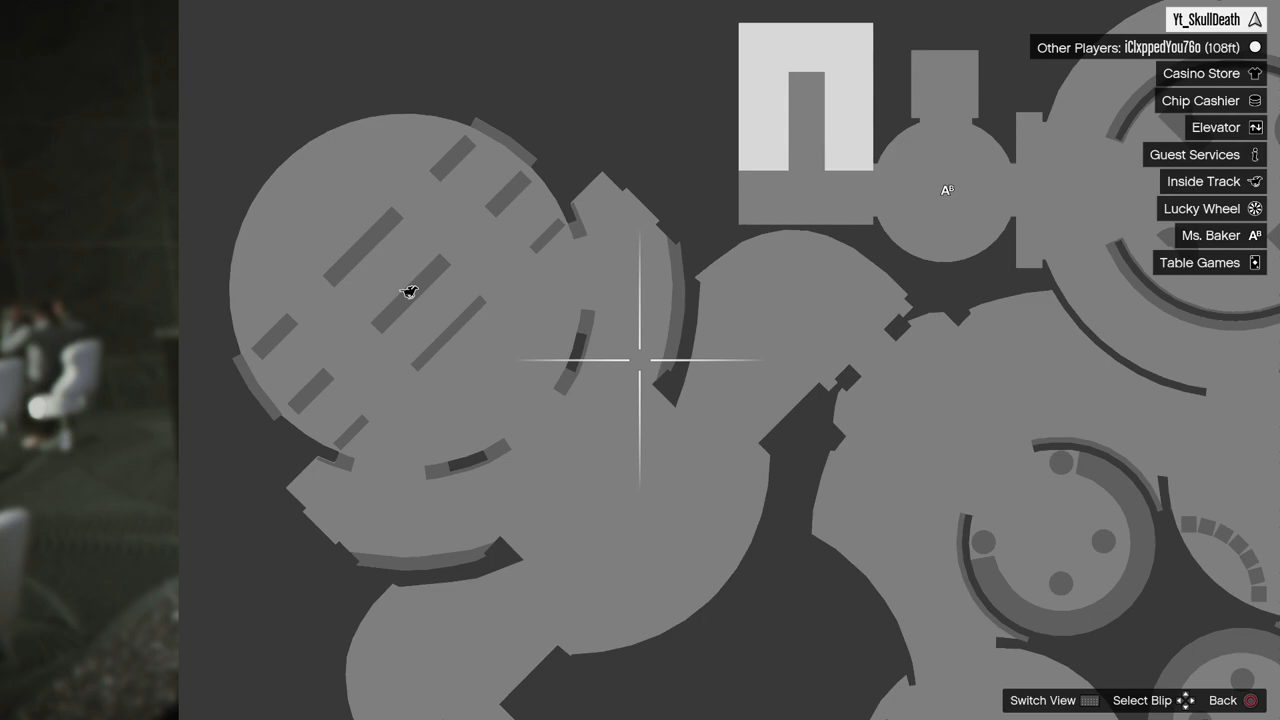 Yt_SkullDeath
Other Players: iClxppedYou76o (108ft)
Casino Store
Chip Cashier
Elevator
Guest Services
Inside Track
Lucky Wheel
Ms. Baker AB
Table Games
AB
Switch View Select Blip Back